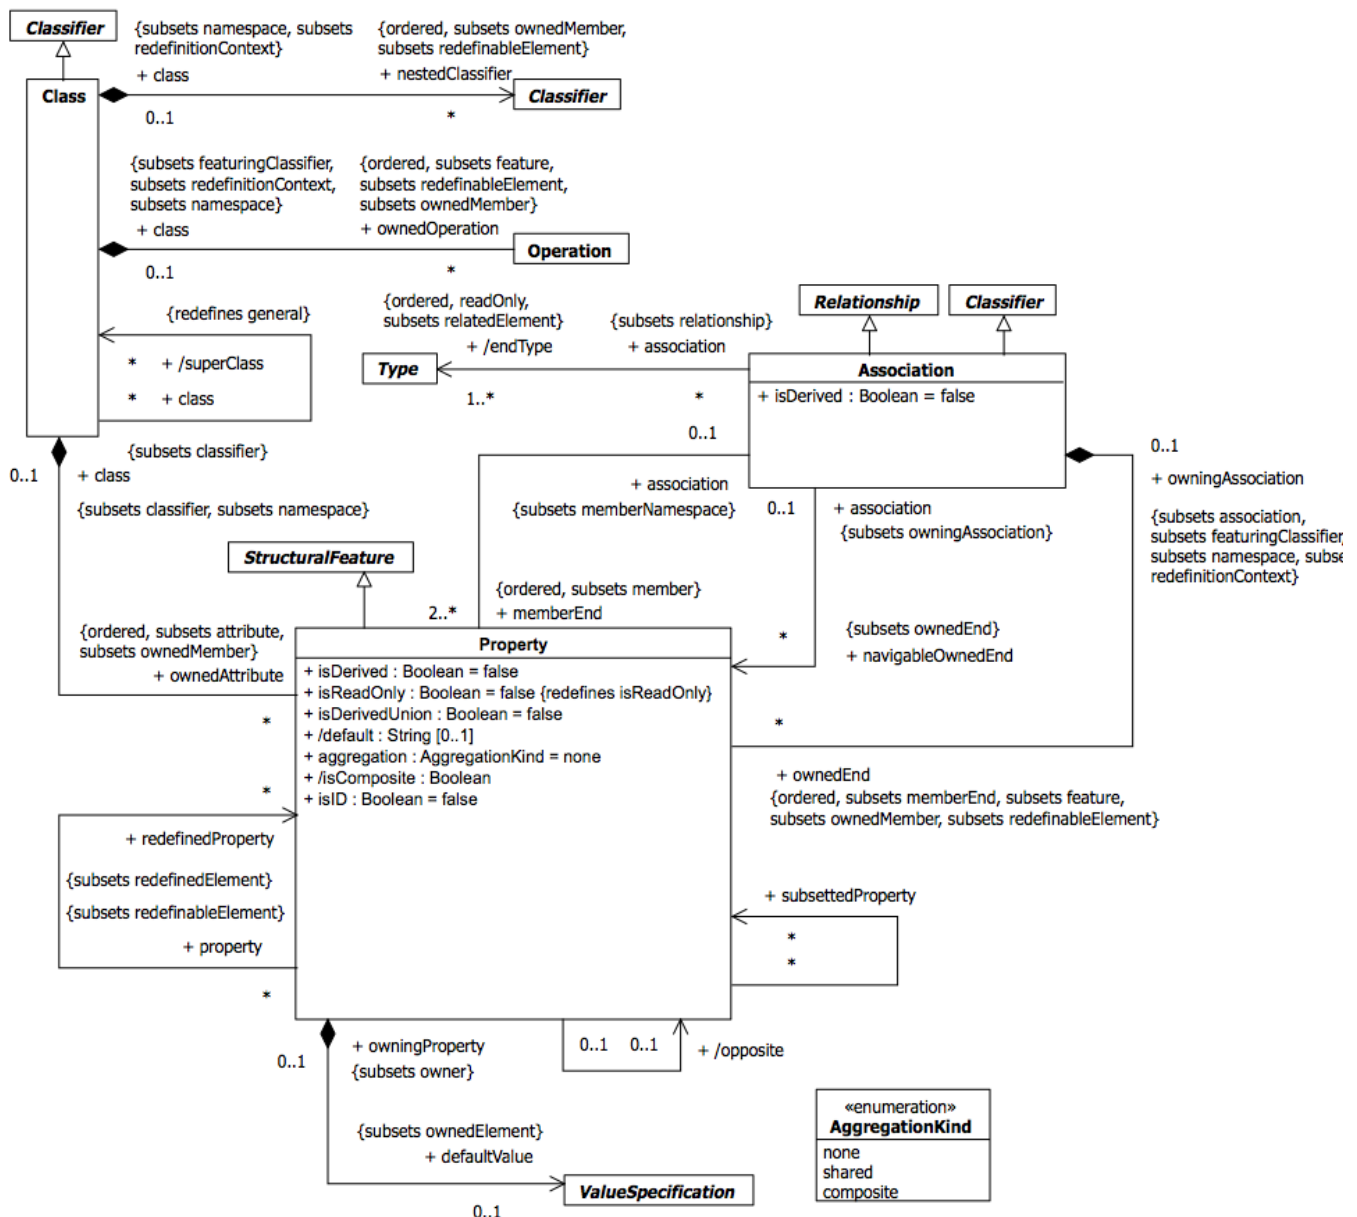 Classifier
{subsets namespace, subsets
redefinitionContext}
+ class
{ordered, subsets ownedMember,
subsets redefinableElement}
+ nestedClassifier
Class
Classifier
0..1
*
{subsets featuringClassifier,
subsets redefinitionContext,
subsets namespace}
+ class
{ordered, subsets feature,
subsets redefinableElement,
subsets ownedMember}
+ ownedOperation
Operation
0..1
*
{redefines general}
* + /superClass
* + class
{ordered, readOnly,
subsets relatedElement}
+ /endType
{subsets relationship}
+ association
Relationship
Classifier
Type
1..*
*
Association
+ isDerived : Boolean = false
0..1
{subsets classifier}
+ class
{subsets classifier, subsets namespace}
0..1
+ association
{subsets memberNamespace}
0..1
+ association
{subsets owningAssociation}
0..1
+ owningAssociation
{subsets association,
subsets featuringClassifier,
subsets namespace, subse
redefinitionContext}
StructuralFeature
{ordered, subsets member}
2..*
+ memberEnd
{ordered, subsets attribute,
subsets ownedMember}
+ ownedAttribute
*
*
{subsets ownedEnd}
+ navigableOwnedEnd
Property
+ isDerived : Boolean = false
+ isReadOnly : Boolean = false {redefines isReadOnly}
+ isDerivedUnion : Boolean = false
+ /default : String [0..1]
+ aggregation : AggregationKind = none
+ /isComposite : Boolean
+ isID : Boolean = false
*
+ ownedEnd
{ordered, subsets memberEnd, subsets feature,
subsets ownedMember, subsets redefinableElement}
*
+ redefinedProperty
{subsets redefinedElement}
{subsets redefinableElement}
+ property
*
+ subsettedProperty
*
*
0..1
+ owningProperty
{subsets owner}
0..1 0..1
+ /opposite
{subsets ownedElement}
+ defaultValue
0..1
ValueSpecification
«enumeration»
AggregationKind
none
shared
composite